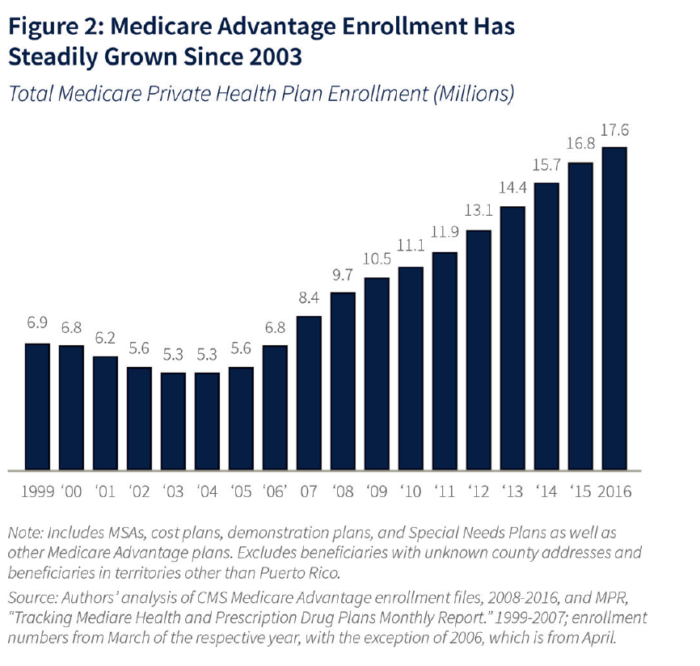 Figure 2: Medicare Advantage Enrollment Has
Steadily Grown Since 2003
Total Medicare Private Health Plan Enrollment (Millions)
6.9
6.8
6.2
5.6
5.3
5.3
5.6
6.8
8.4
9.7
10.5
11.1
11.9
13.1
14.4
15.7
16.8
17.6
1999 ‘00 ‘01 ‘02 ‘03 ‘04 ‘05 ‘06’ 07 ‘08 ‘09 ‘10 ‘11 ‘12 ‘13 ‘14 ‘15 2016
Note: Includes MSAs, cost plans, demonstration plans, and Special Needs Plans as well as
other Medicare Advantage plans. Excludes beneficiaries with unknown county addresses and
beneficiaries in territories other than Puerto Rico.
Source: Authors’ analysis of CMS Medicare Advantage enrollment files, 2008-2016, and MPR,
“Tracking Mediare Health and Prescription Drug Plans Monthly Report.” 1999-2007; enrollment
numbers from March of the respective year, with the exception of 2006, which is from April.